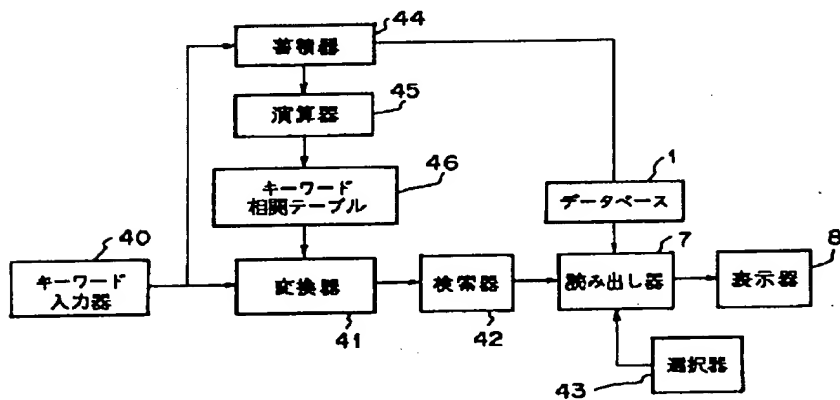 44
蓄積器
45
演算器
46
キーワード
相関テーブル
1
データベース
40
キーワード
入力器
変換器
41
検索器
42
7
読み出し器
8
表示器
43
選択器